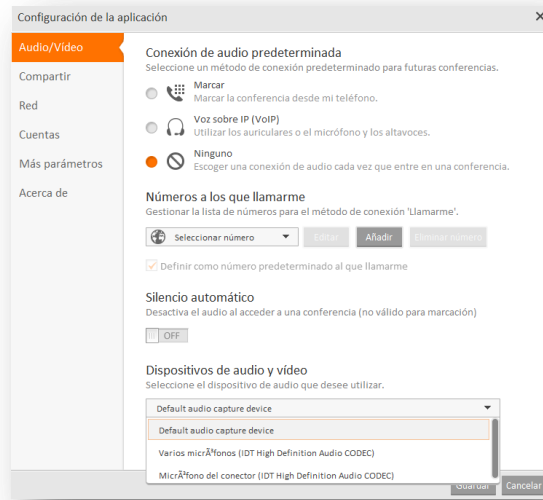 Configuración de la aplicación
Audio/Vídeo
Compartir
Red
Cuentas
Más parámetros
Acerca de
Conexión de audio predeterminada
Seleccione un método de conexión predeterminado para futuras conferencias.
Marcar
Marcar la conferencia desde mi teléfono.
Voz sobre IP (VoIP)
Utilizar los auriculares o el micrófono y los altavoces.
Ninguno
Escoger una conexión de audio cada vez que entre en una conferencia.
Números a los que llamarme
Gestionar la lista de números para el método de conexión 'Llamarme'.
Seleccionar número Editar Añadir Eliminar número
Definir como número predeterminado al que llamarme
Silencio automático
Desactiva el audio al acceder a una conferencia (no válido para marcación)
OFF
Dispositivos de audio y vídeo
Seleccione el dispositivo de audio que desee utilizar.
Default audio capture device
Default audio capture device
Varios micrÃ³fonos (IDT High Definition Audio CODEC)
MicrÃ³fono del conector (IDT High Definition Audio CODEC)
Guardar Cancelar